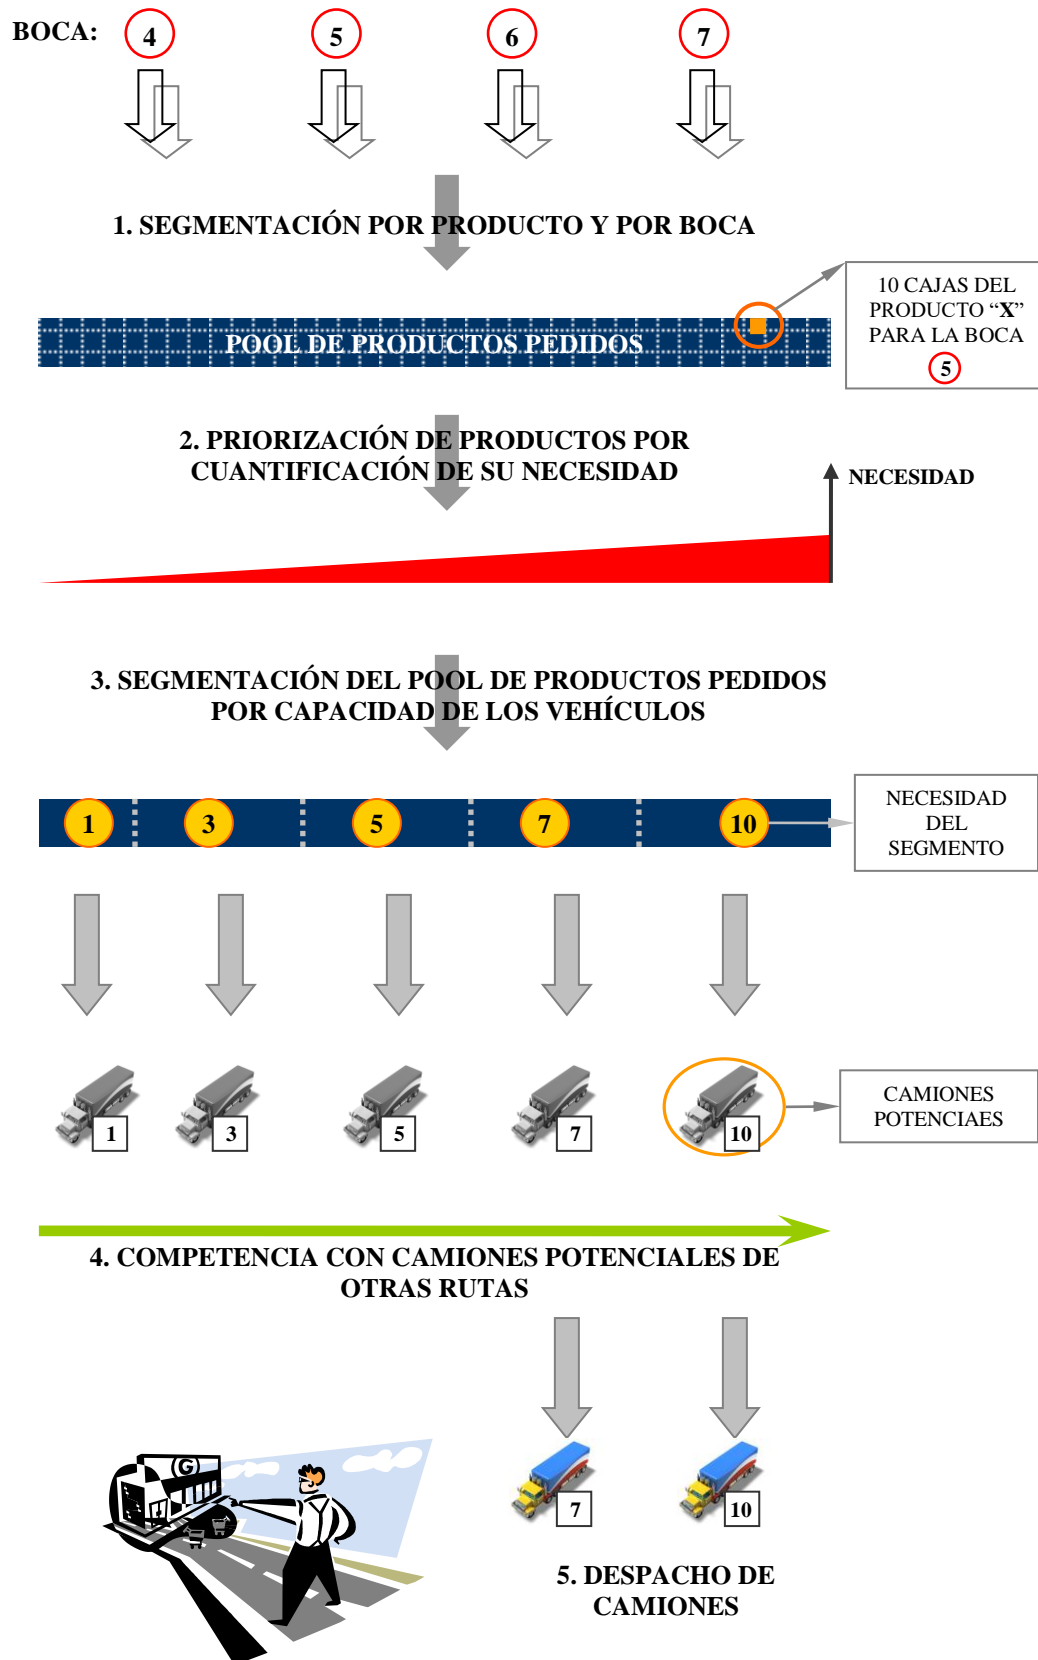 BOCA: 4 5 6 7
1. SEGMENTACIÓN POR PRODUCTO Y POR BOCA
10 CAJAS DEL
PRODUCTO “X”
PARA LA BOCA
5
POOL DE PRODUCTOS PEDIDOS
2. PRIORIZACIÓN DE PRODUCTOS POR
CUANTIFICACIÓN DE SU NECESIDAD
NECESIDAD
3. SEGMENTACIÓN DEL POOL DE PRODUCTOS PEDIDOS
POR CAPACIDAD DE LOS VEHÍCULOS
1 3 5 7 10
NECESIDAD
DEL
SEGMENTO
1 3 5 7 10
CAMIONES
POTENCIAES
4. COMPETENCIA CON CAMIONES POTENCIALES DE
OTRAS RUTAS
G
7 10
5. DESPACHO DE
CAMIONES